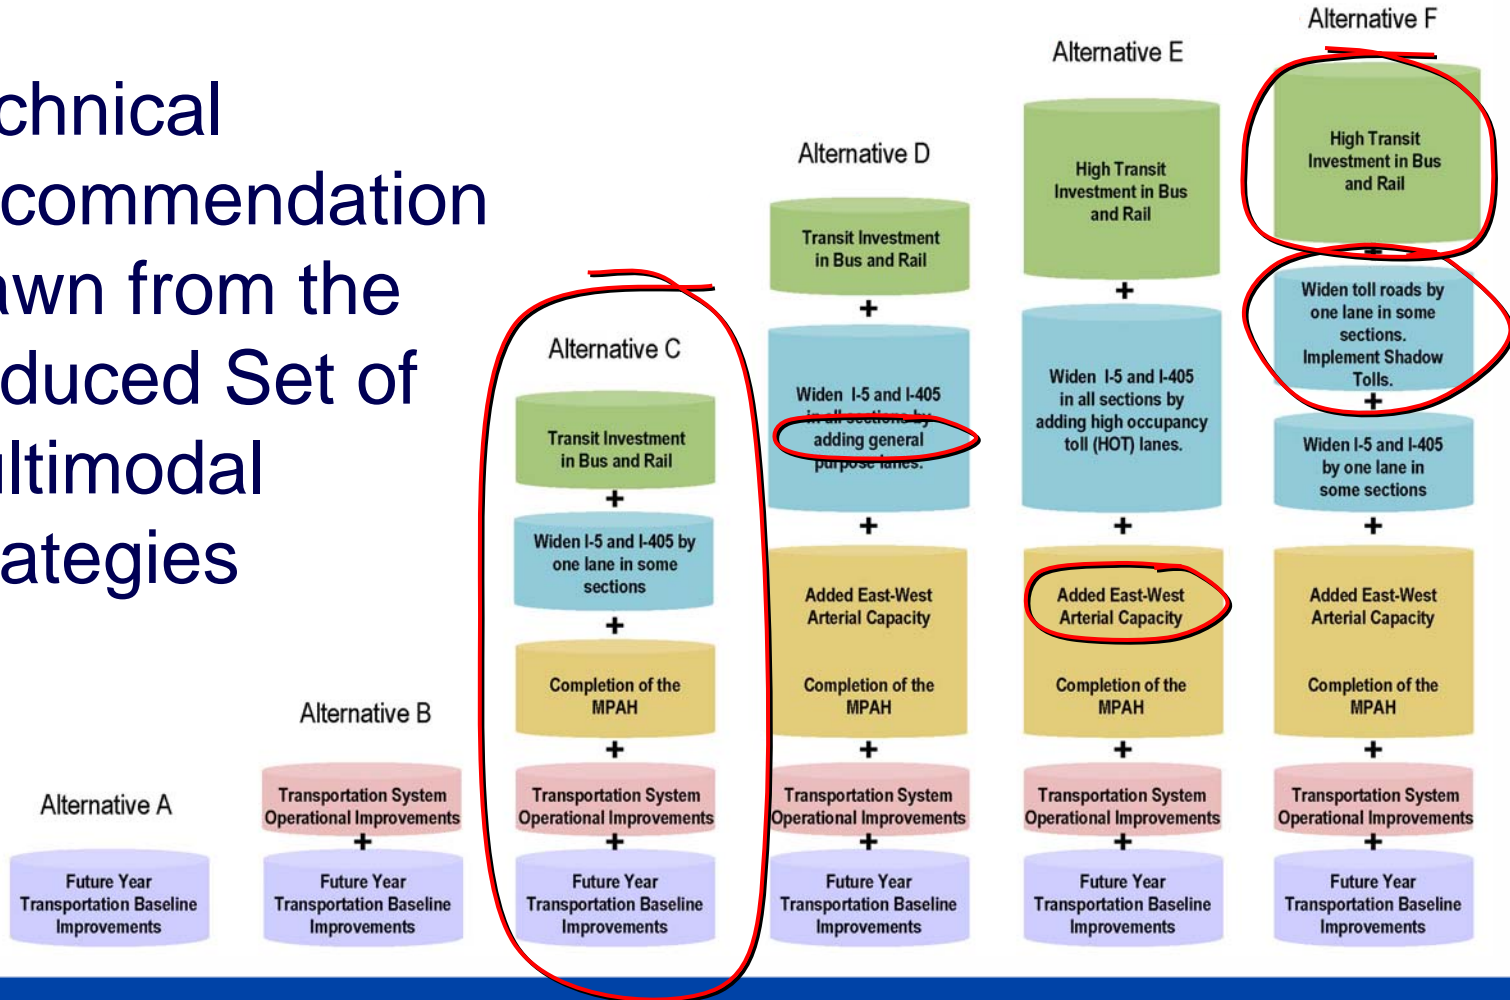 chnical
commendation
awn from the
duced Set of
ultimodal
rategies
Alternative A
Future Year
Transportation Baseline
Improvements
Alternative B
Transportation System
Operational Improvements
+
Future Year
Transportation Baseline
Improvements
Alternative C
Transit Investment
in Bus and Rail
+
Widen I-5 and I-405 by
one lane in some
sections
+
Completion of the
MPAH
+
Transportation System
Operational Improvements
+
Future Year
Transportation Baseline
Improvements
Alternative D
Transit Investment
in Bus and Rail
+
Widen I-5 and I-405
in all sections by
adding general
purpose lanes.
+
Added East-West
Arterial Capacity
Completion of the
MPAH
+
Transportation System
Operational Improvements
+
Future Year
Transportation Baseline
Improvements
Alternative E
High Transit
Investment in Bus
and Rail
+
Widen I-5 and I-405
in all sections by
adding high occupancy
toll (HOT) lanes.
+
Added East-West
Arterial Capacity
Completion of the
MPAH
+
Transportation System
Operational Improvements
+
Future Year
Transportation Baseline
Improvements
Alternative F
High Transit
Investment in Bus
and Rail
+
Widen toll roads by
one lane in some
sections.
Implement Shadow
Tolls.
+
Widen I-5 and I-405
by one lane in
some sections
+
Added East-West
Arterial Capacity
Completion of the
MPAH
+
Transportation System
Operational Improvements
+
Future Year
Transportation Baseline
Improvements